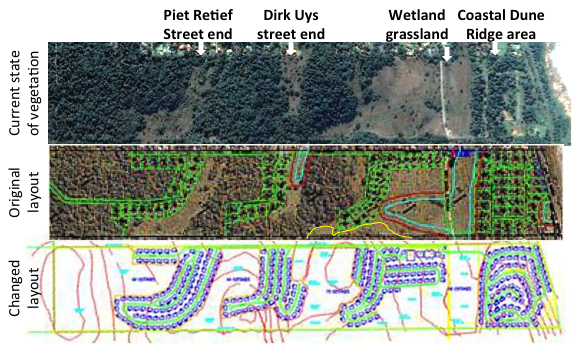 Piet Retief
Street end
Dirk Uys
street end
Wetland
grassland
Coastal Dune
Ridge area
Current state
of vegetation
Original
layout
Changed
layout